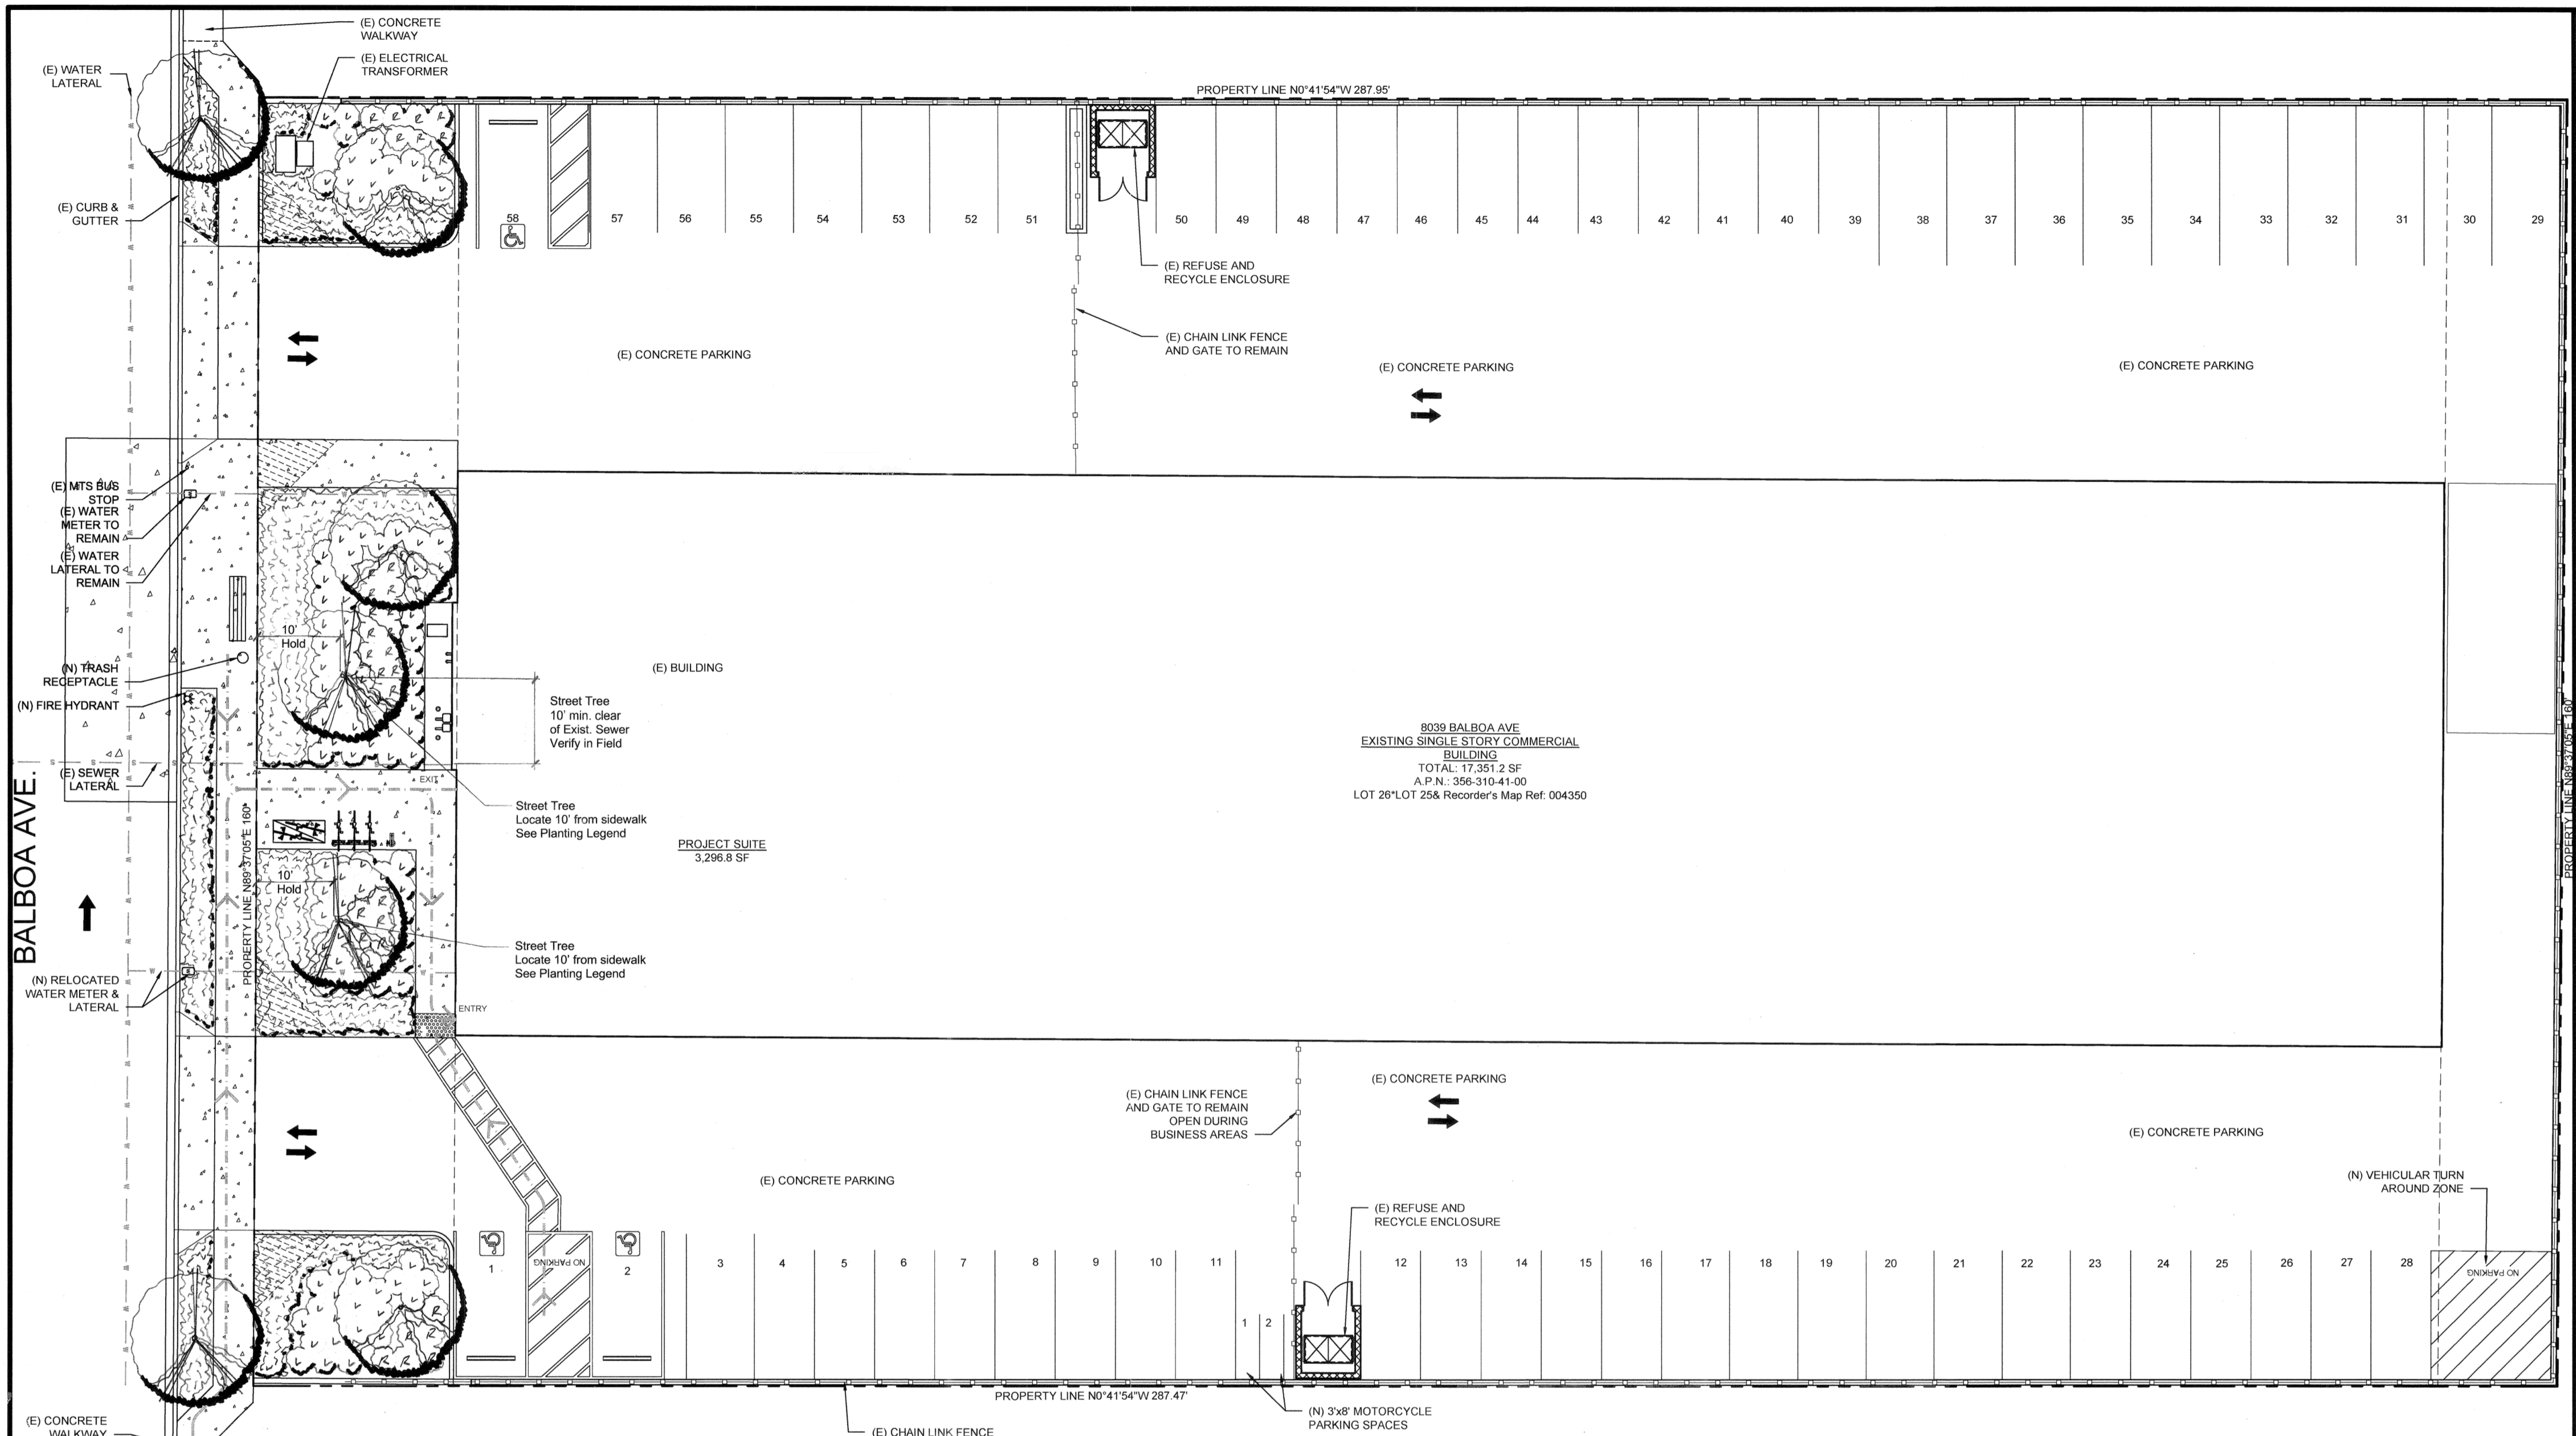 (E) CONCRETE
WALKWAY
(E) ELECTRICAL
TRANSFORMER
(E) WATER
LATERAL
PROPERTY LINE N0°41'54"W 287.95'
(E) CURB &
GUTTER
58
57
56
55
54
53
52
51
50
49
48
47
46
45
44
43
42
41
40
39
38
37
36
35
34
33
32
31
30
29
(E) REFUSE AND
RECYCLE ENCLOSURE
(E) CHAIN LINK FENCE
AND GATE TO REMAIN
(E) CONCRETE PARKING
(E) CONCRETE PARKING
(E) CONCRETE PARKING
(E) MTS BUS
STOP
(E) WATER
METER TO
REMAIN
(E) WATER
LATERAL TO
REMAIN
10'
Hold
(N) TRASH
RECEPTACLE
(N) FIRE HYDRANT
(E) SEWER
LATERAL
BALBOA AVE.
(E) BUILDING
Street Tree
10' min. clear
of Exist. Sewer
Verify in Field
EXIT
Street Tree
Locate 10' from sidewalk
See Planting Legend
PROJECT SUITE
3,296.8 SF
8039 BALBOA AVE
EXISTING SINGLE STORY COMMERCIAL
BUILDING
TOTAL: 17,351.2 SF
A.P.N.: 356-310-41-00
LOT 26*LOT 25& Recorder's Map Ref: 004350
PROPERTY LINE N89°37'05"E 160'
PROPERTY LINE N89°37'05"E 160'
10'
Hold
Street Tree
Locate 10' from sidewalk
See Planting Legend
(N) RELOCATED
WATER METER &
LATERAL
ENTRY
(E) CHAIN LINK FENCE
AND GATE TO REMAIN
OPEN DURING
BUSINESS AREAS
(E) CONCRETE PARKING
(E) CONCRETE PARKING
(E) CONCRETE PARKING
(N) VEHICULAR TURN
AROUND ZONE
(E) REFUSE AND
RECYCLE ENCLOSURE
1
NO PARKING
2
3
4
5
6
7
8
9
10
11
12
13
14
15
16
17
18
19
20
21
22
23
24
25
26
27
28
NO PARKING
1
2
PROPERTY LINE N0°41'54"W 287.47'
(N) 3'x8' MOTORCYCLE
PARKING SPACES
(E) CONCRETE
WALKWAY
(E) CHAIN LINK FENCE